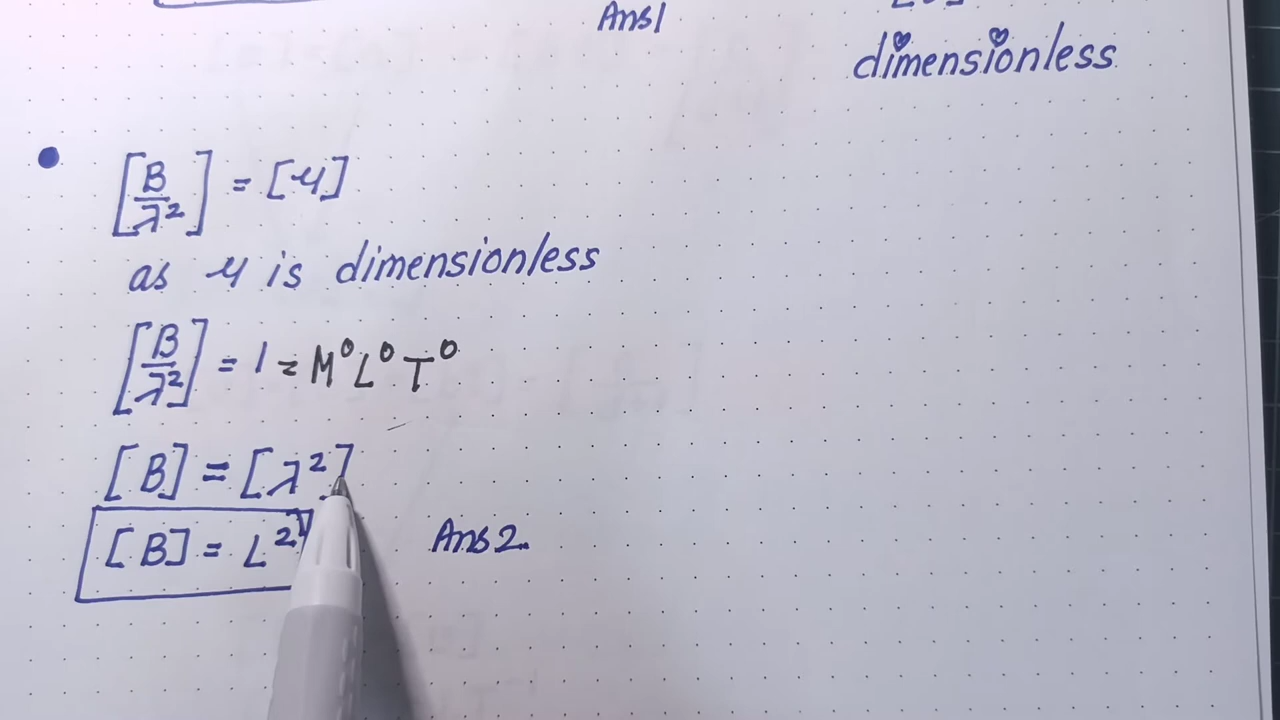 Ans1
dimensionless
[B/λ²] = [μ]
as μ is dimensionless
[B/λ²] = 1 = M⁰L⁰T⁰
[B] = [λ²]
[B] = L² Ans2.